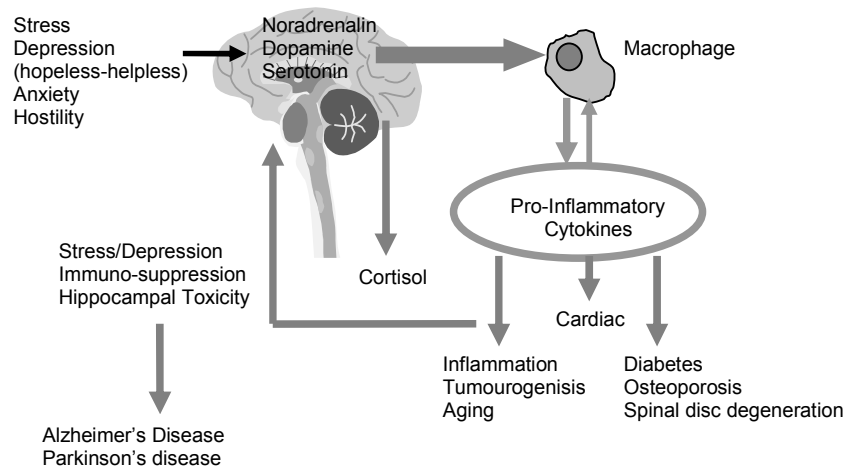 Stress
Depression
(hopeless-helpless)
Anxiety
Hostility
Noradrenalin
Dopamine
Serotonin
Macrophage
Pro-Inflammatory
Cytokines
Stress/Depression
Immuno-suppression
Hippocampal Toxicity
Cortisol
Cardiac
Inflammation
Tumourogenisis
Aging
Diabetes
Osteoporosis
Spinal disc degeneration
Alzheimer's Disease
Parkinson's disease